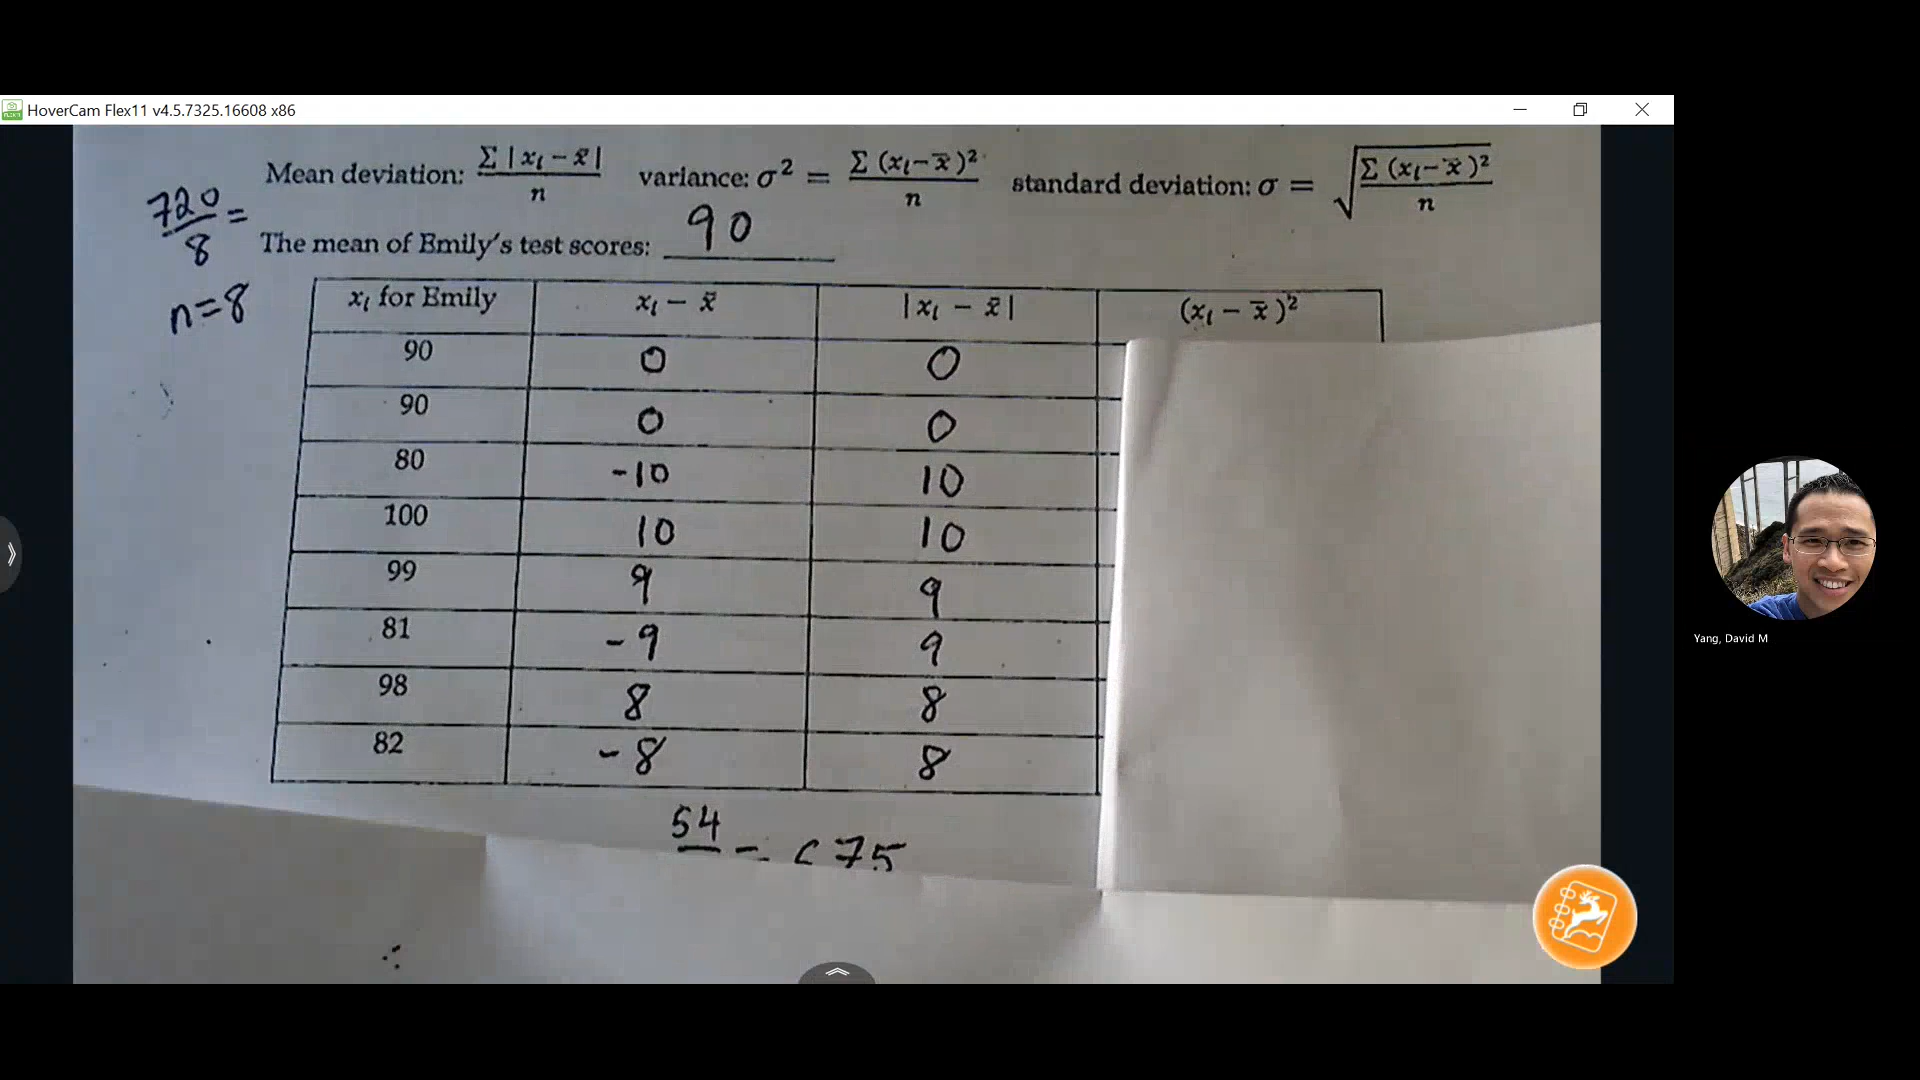 HoverCam Flex11 v4.5.7325.16608 x86
Mean deviation: Σ | xᵢ − x̄ | / n variance: σ² = Σ (xᵢ − x̄ )² / n standard deviation: σ = √(Σ (xᵢ − x̄ )² / n)
720 / 8 =
The mean of Emily's test scores: 90
n=8
xᵢ for Emily xᵢ − x̄ | xᵢ − x̄ | (xᵢ − x̄ )²
90 0 0
90 0 0
80 -10 10
100 10 10
99 9 9
81 -9 9
98 8 8
82 -8 8
54
75
Yang, David M